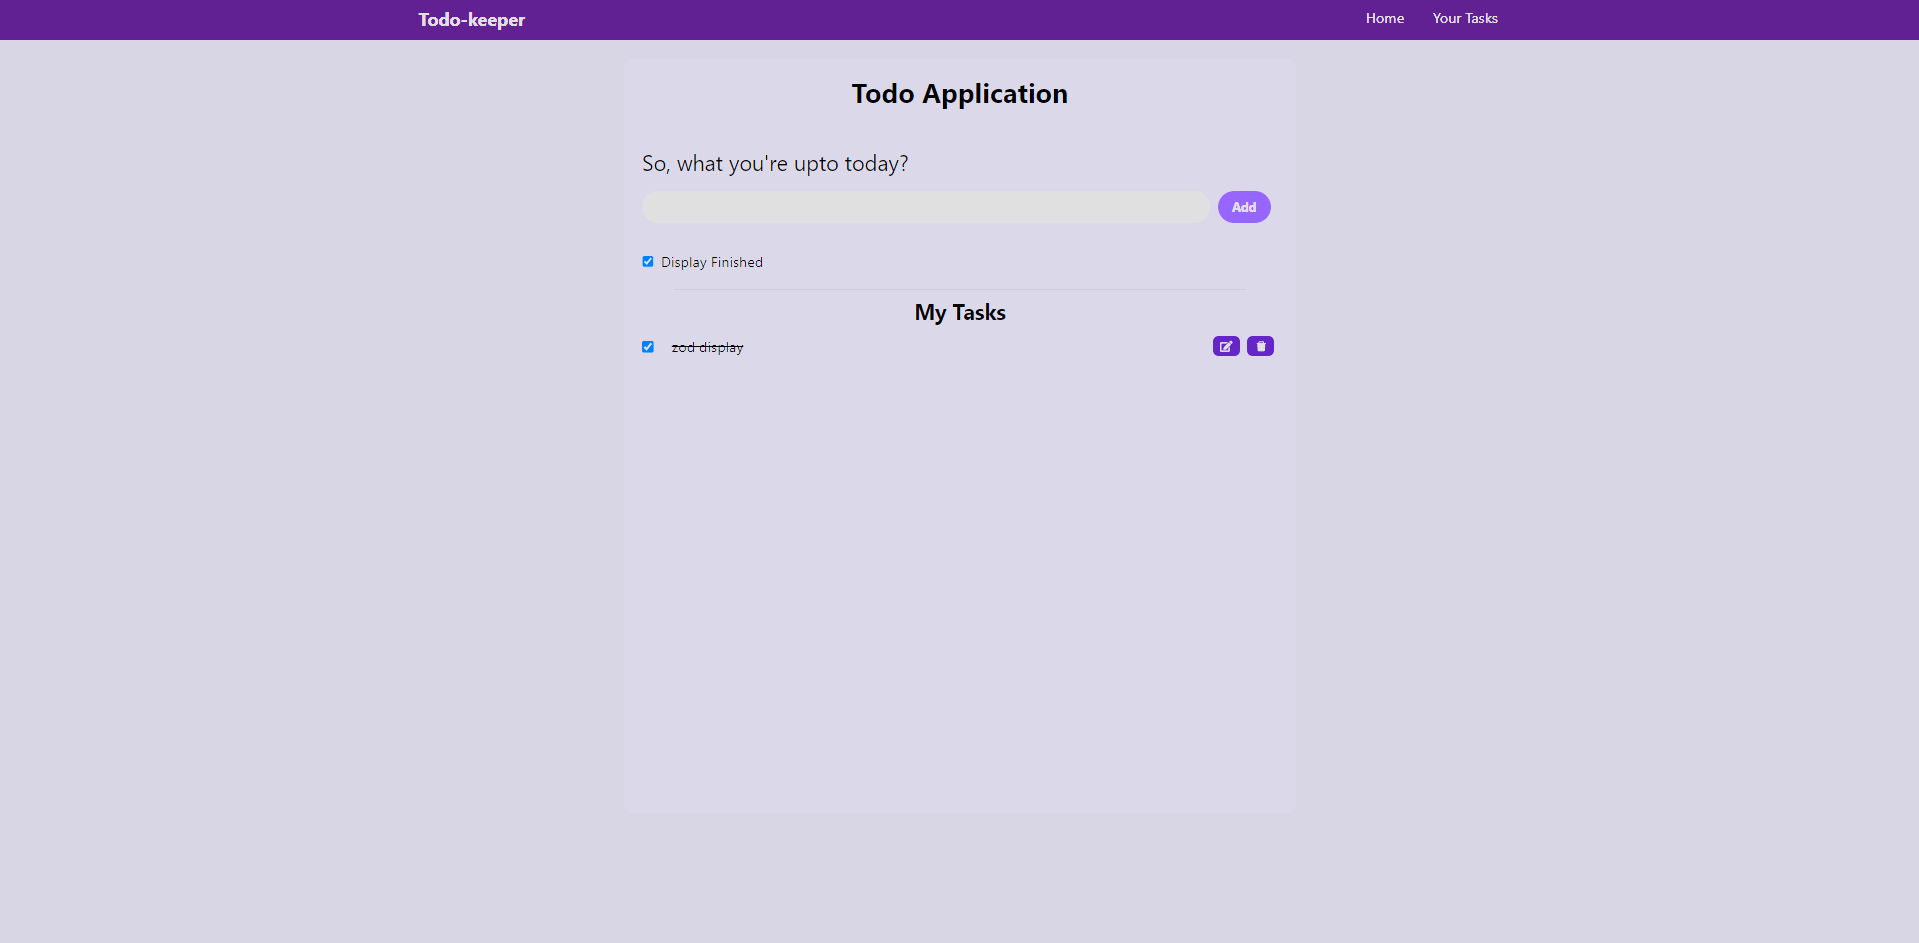 Todo-keeper
Home
Your Tasks
Todo Application
So, what you're upto today?
Add
Display Finished
My Tasks
zod display